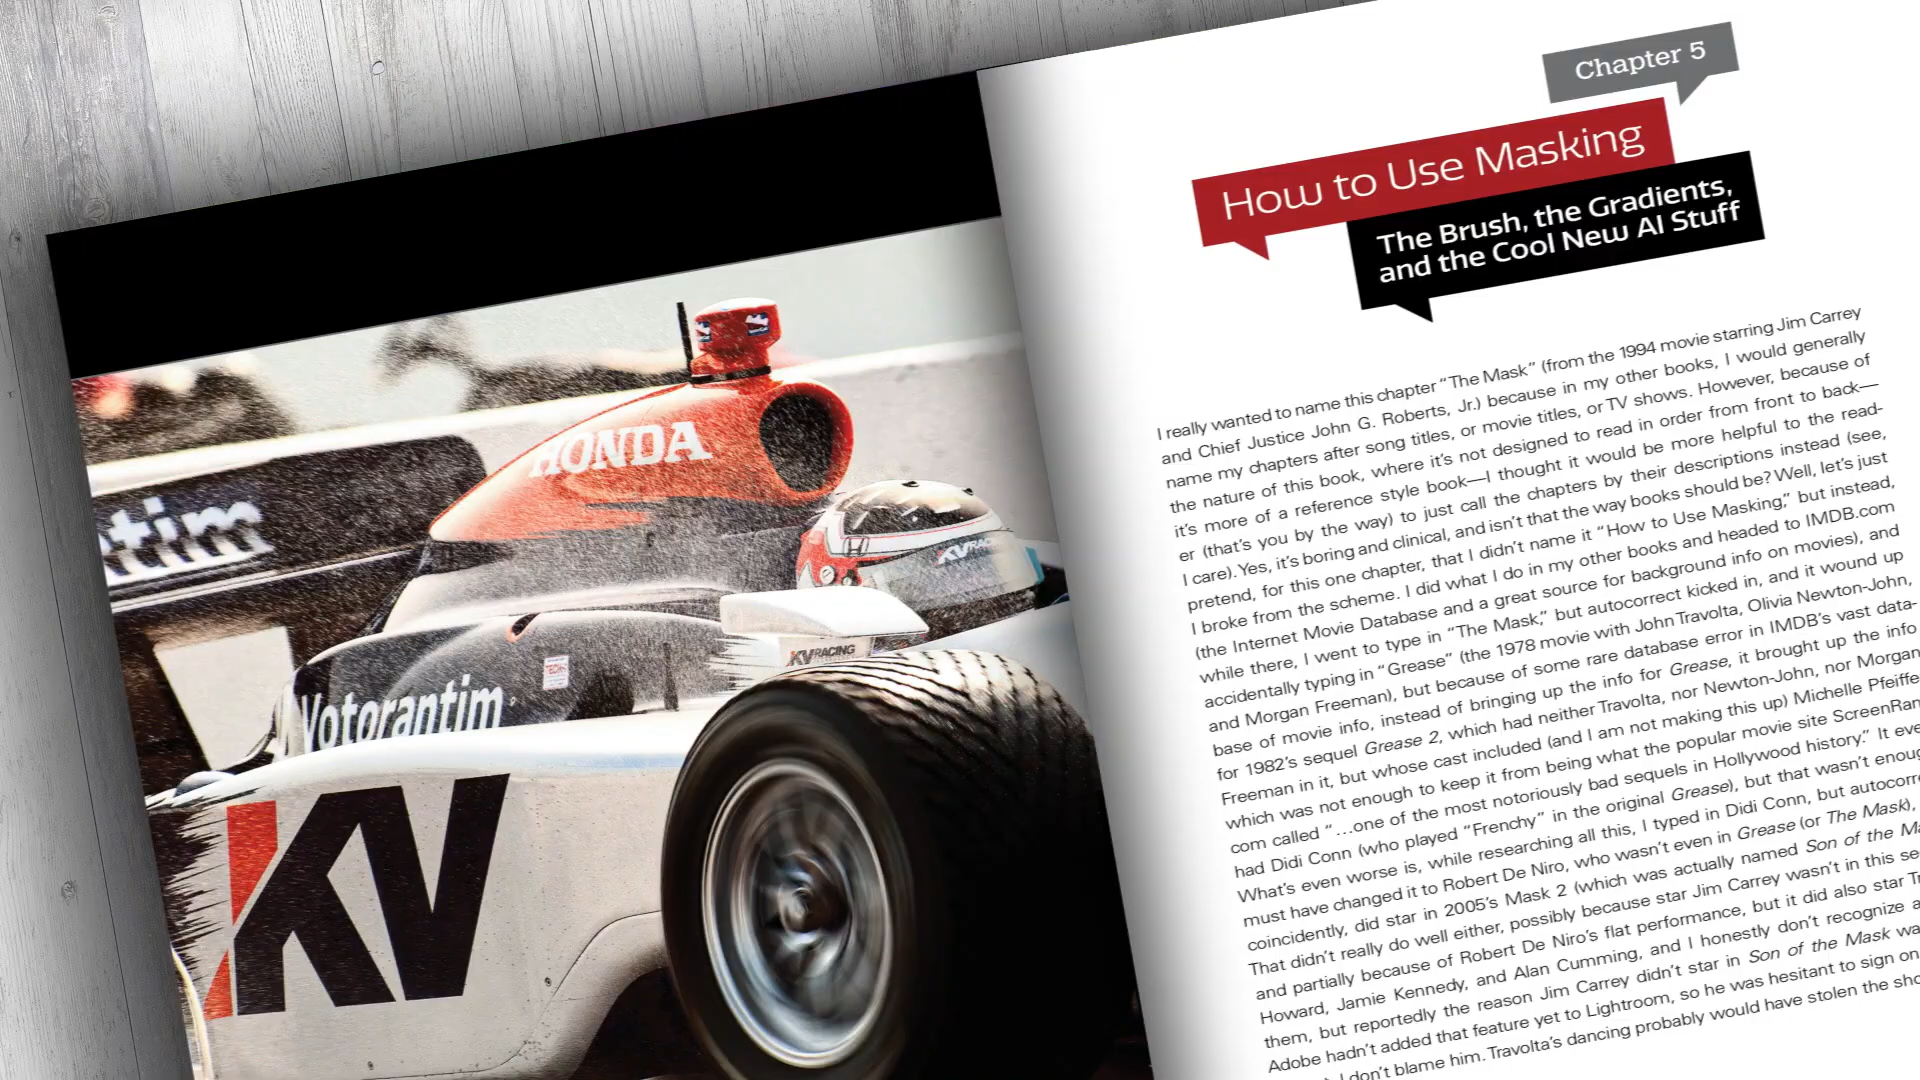 HONDA
tim
KVRAC
KVRACING
TECH
Votorantim
KV
Chapter 5
How to Use Masking
The Brush, the Gradients,
and the Cool New AI Stuff
I really wanted to name this chapter “The Mask” (from the 1994 movie starring Jim Carrey
and Chief Justice John G. Roberts, Jr.) because in my other books, I would generally
name my chapters after song titles, or movie titles, or TV shows. However, because of
the nature of this book, where it’s not designed to read in order from front to back—
it’s more of a reference style book—I thought it would be more helpful to the read-
er (that’s you by the way) to just call the chapters by their descriptions instead (see,
I care). Yes, it’s boring and clinical, and isn’t that the way books should be? Well, let’s just
pretend, for this one chapter, that I didn’t name it “How to Use Masking,” but instead,
I broke from the scheme. I did what I do in my other books and headed to IMDB.com
(the Internet Movie Database and a great source for background info on movies), and
while there, I went to type in “The Mask,” but autocorrect kicked in, and it wound up
accidentally typing in “Grease” (the 1978 movie with John Travolta, Olivia Newton-John,
and Morgan Freeman), but because of some rare database error in IMDB’s vast data-
base of movie info, instead of bringing up the info for Grease, it brought up the info
for 1982’s sequel Grease 2, which had neither Travolta, nor Newton-John, nor Morgan
Freeman in it, but whose cast included (and I am not making this up) Michelle Pfeiffe
which was not enough to keep it from being what the popular movie site ScreenRan
com called “…one of the most notoriously bad sequels in Hollywood history.” It eve
had Didi Conn (who played “Frenchy” in the original Grease), but that wasn’t enoug
What’s even worse is, while researching all this, I typed in Didi Conn, but autocorre
must have changed it to Robert De Niro, who wasn’t even in Grease (or The Mask),
coincidently, did star in 2005’s Mask 2 (which was actually named Son of the Ma
That didn’t really do well either, possibly because star Jim Carrey wasn’t in this se
and partially because of Robert De Niro’s flat performance, but it did also star Tr
Howard, Jamie Kennedy, and Alan Cumming, and I honestly don’t recognize a
them, but reportedly the reason Jim Carrey didn’t star in Son of the Mask wa
Adobe hadn’t added that feature yet to Lightroom, so he was hesitant to sign on
I don’t blame him. Travolta’s dancing probably would have stolen the sho